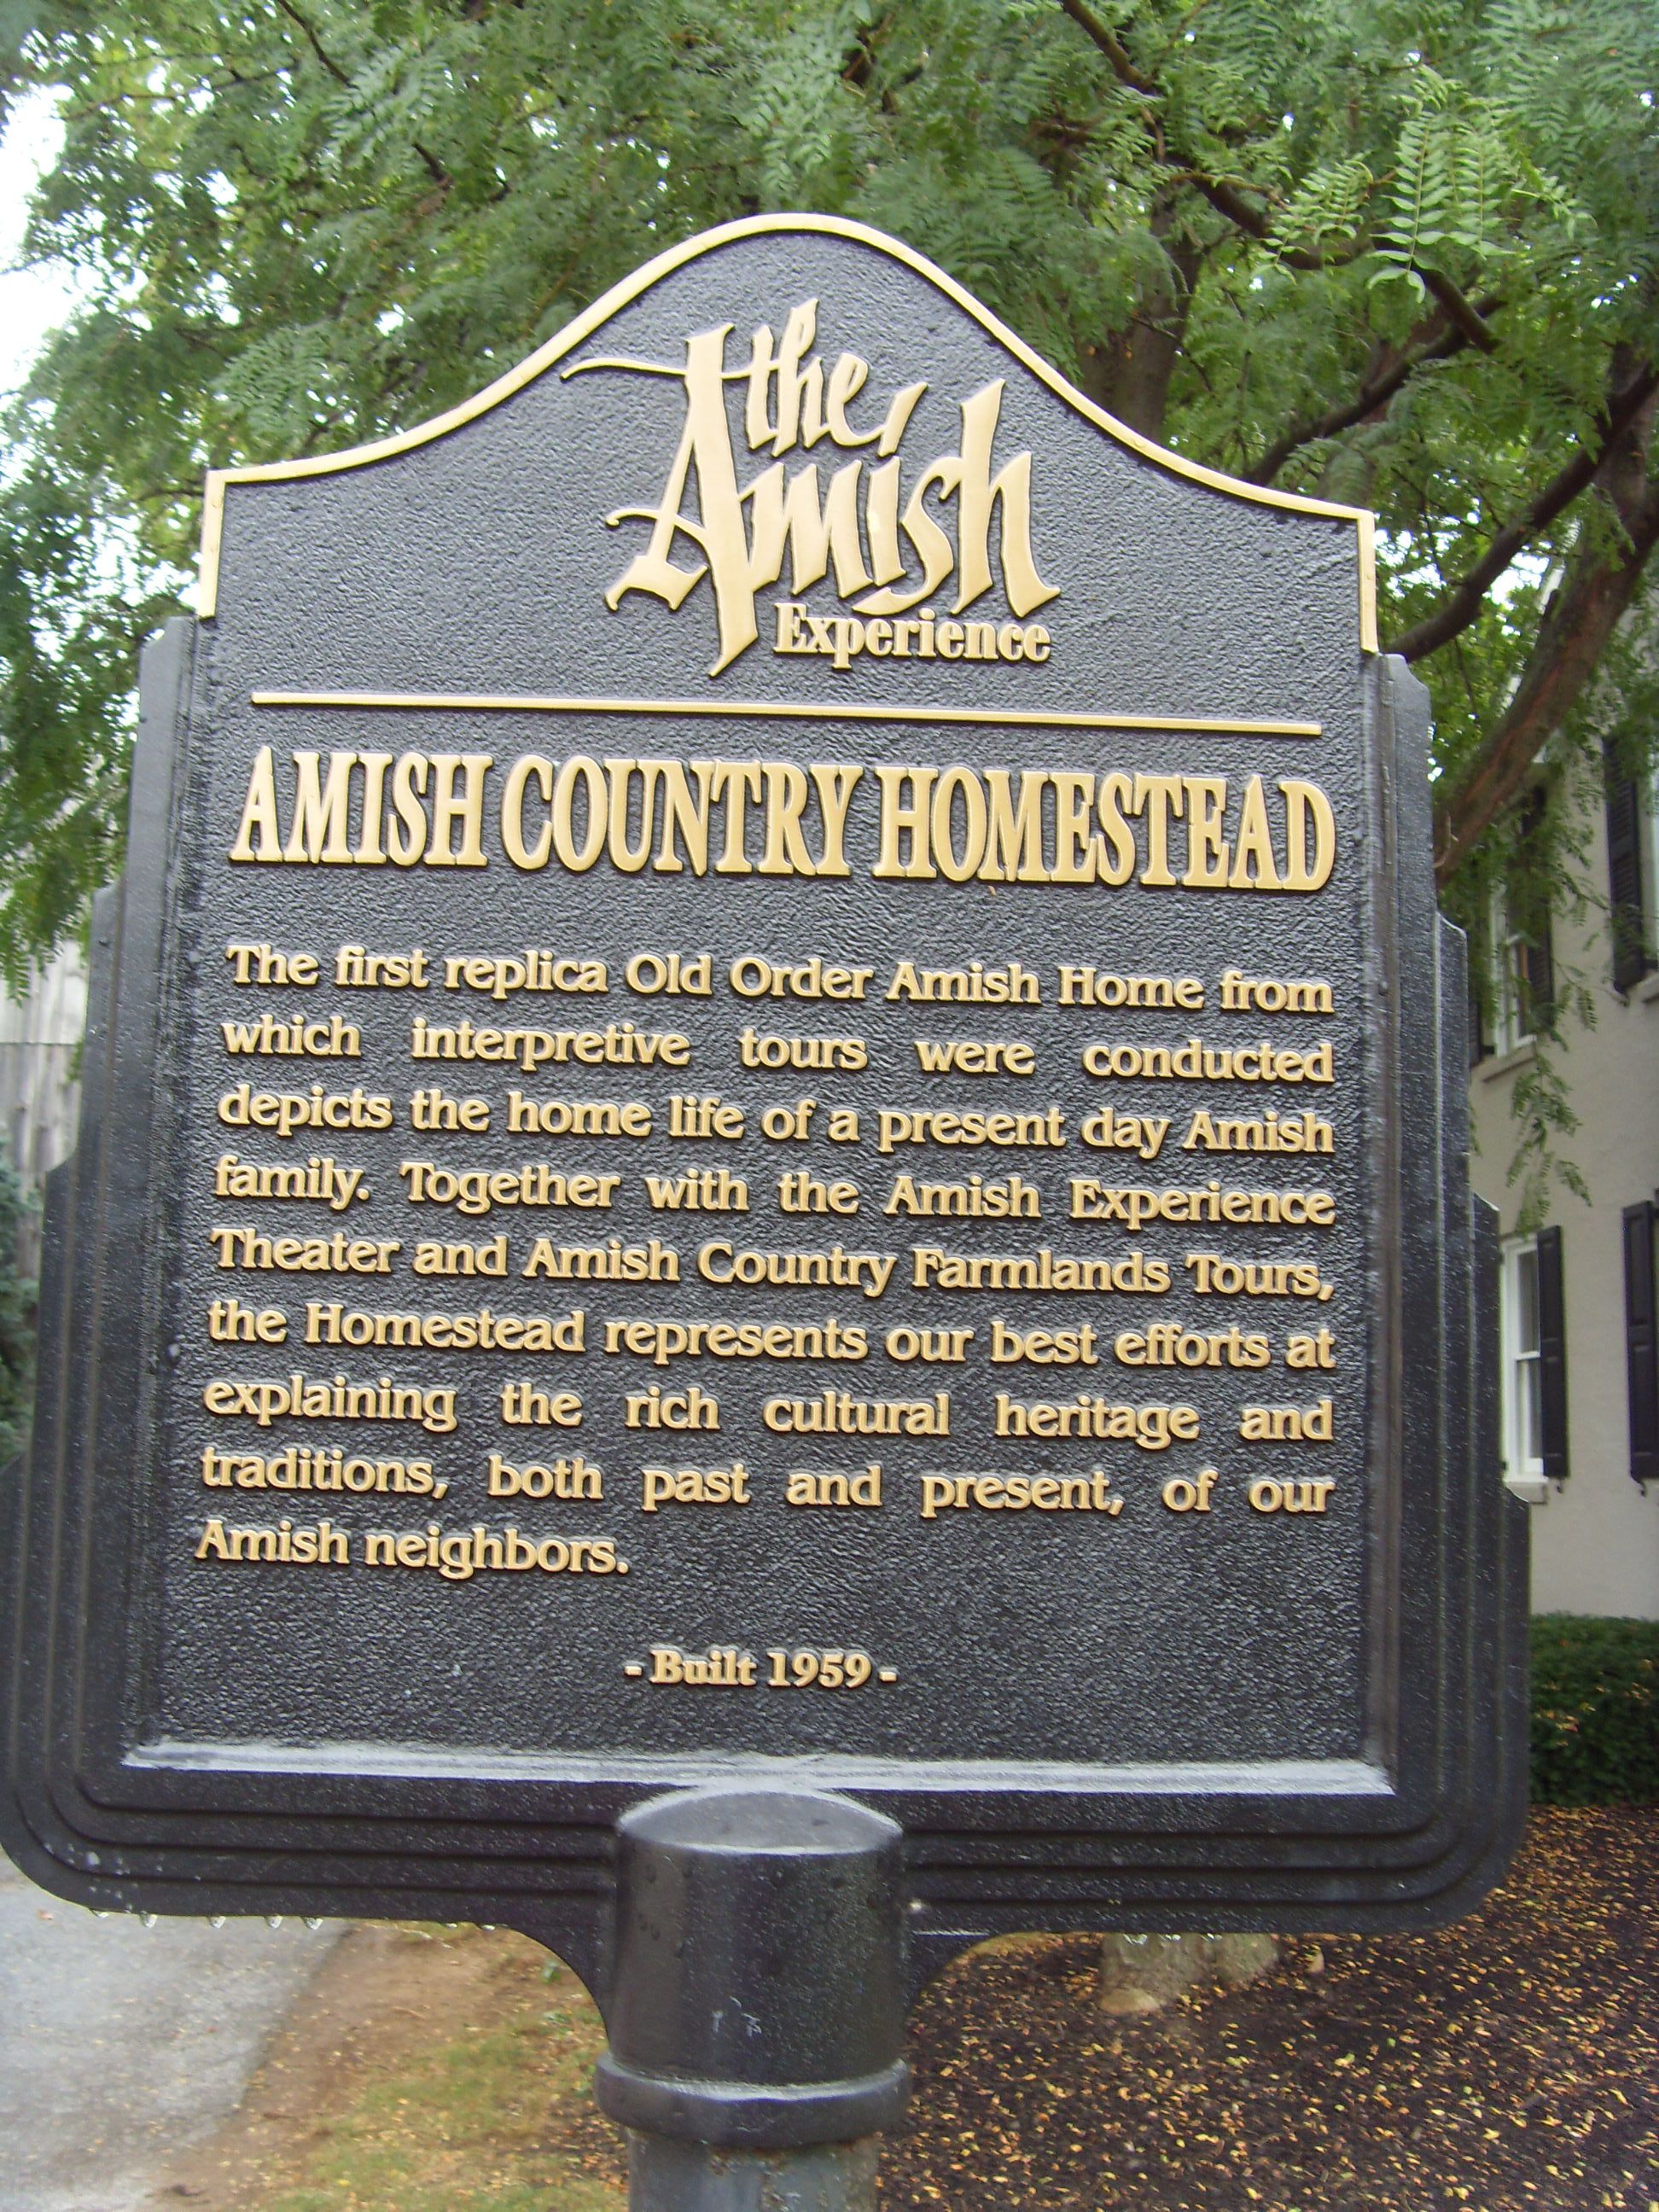 the
Amish
Experience
AMISH COUNTRY HOMESTEAD
The first replica Old Order Amish Home from
which interpretive tours were conducted
depicts the home life of a present day Amish
family. Together with the Amish Experience
Theater and Amish Country Farmlands Tours,
the Homestead represents our best efforts at
explaining the rich cultural heritage and
traditions, both past and present, of our
Amish neighbors.
- Built 1959 -